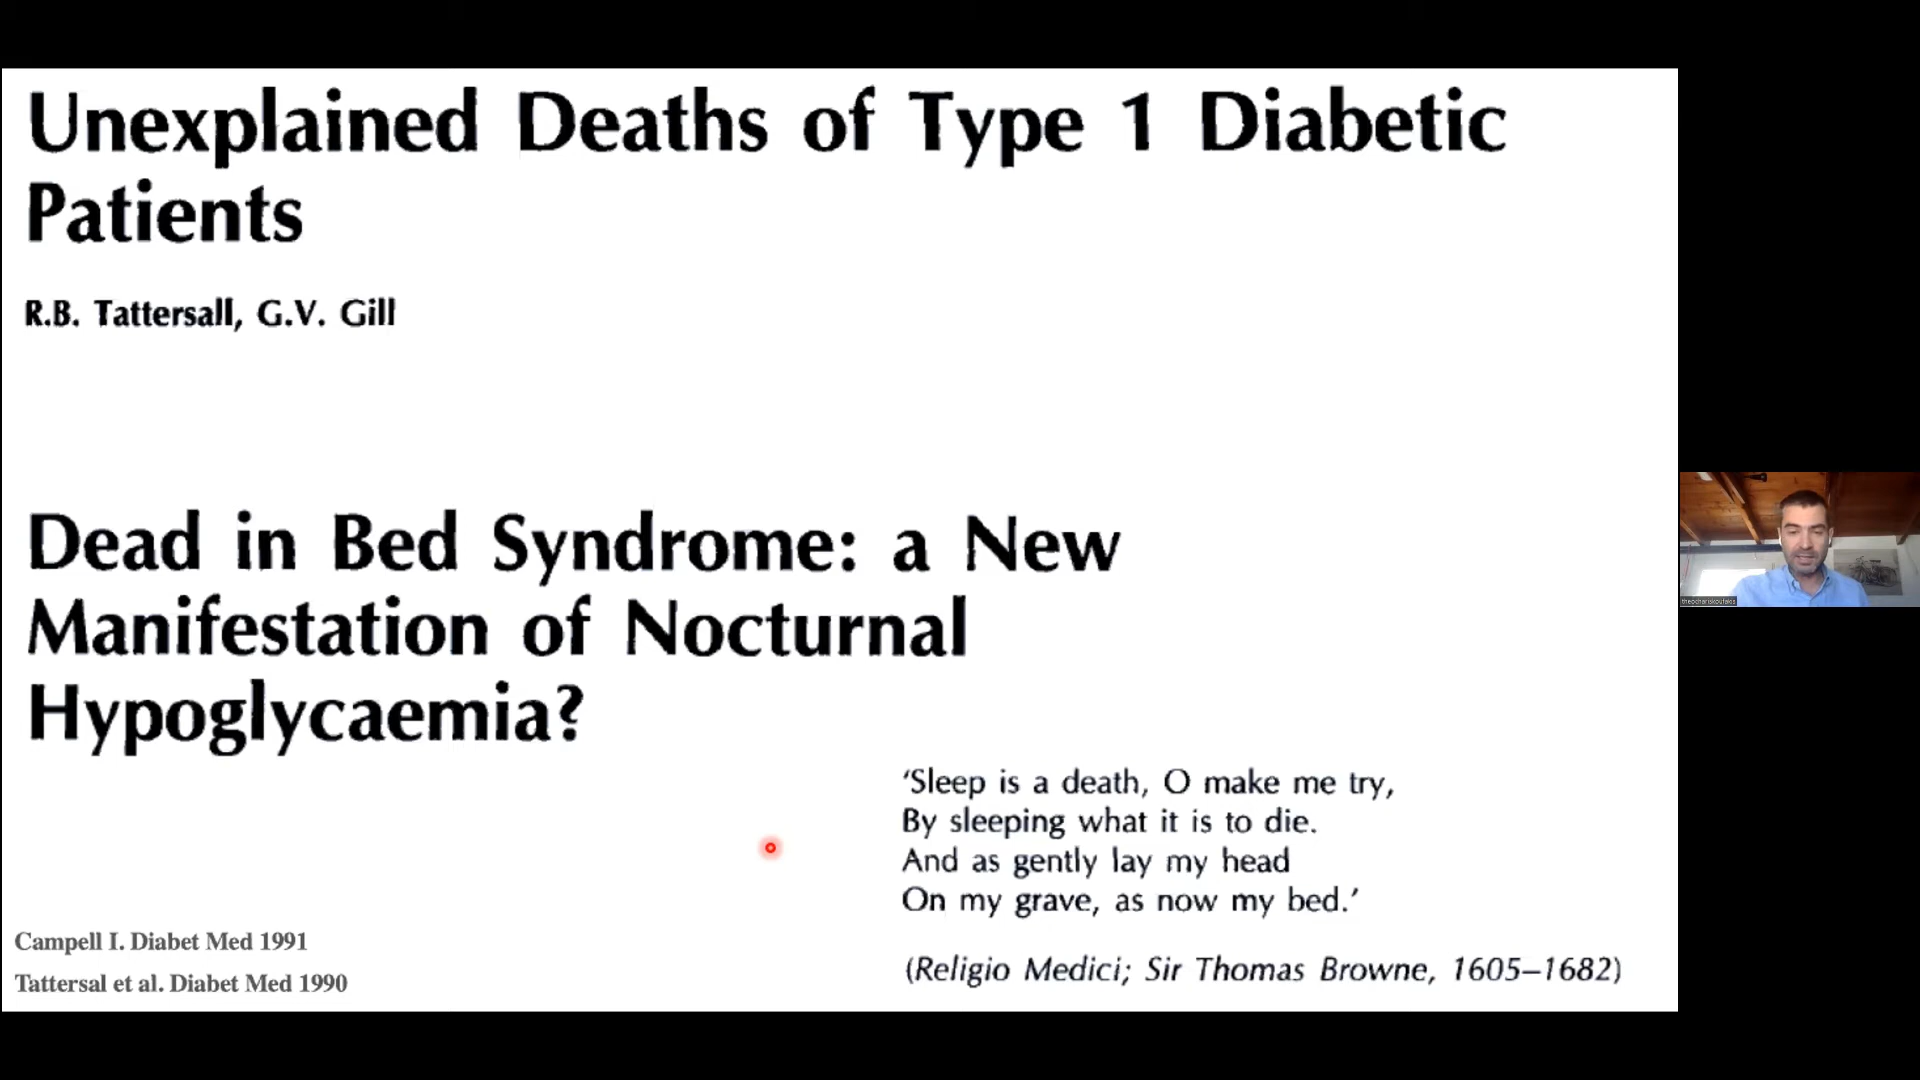 Unexplained Deaths of Type 1 Diabetic
Patients
R.B. Tattersall, G.V. Gill
Dead in Bed Syndrome: a New
Manifestation of Nocturnal
Hypoglycaemia?
'Sleep is a death, O make me try,
By sleeping what it is to die.
And as gently lay my head
On my grave, as now my bed.'
(Religio Medici; Sir Thomas Browne, 1605–1682)
Campell I. Diabet Med 1991
Tattersal et al. Diabet Med 1990
theochariskoufakis